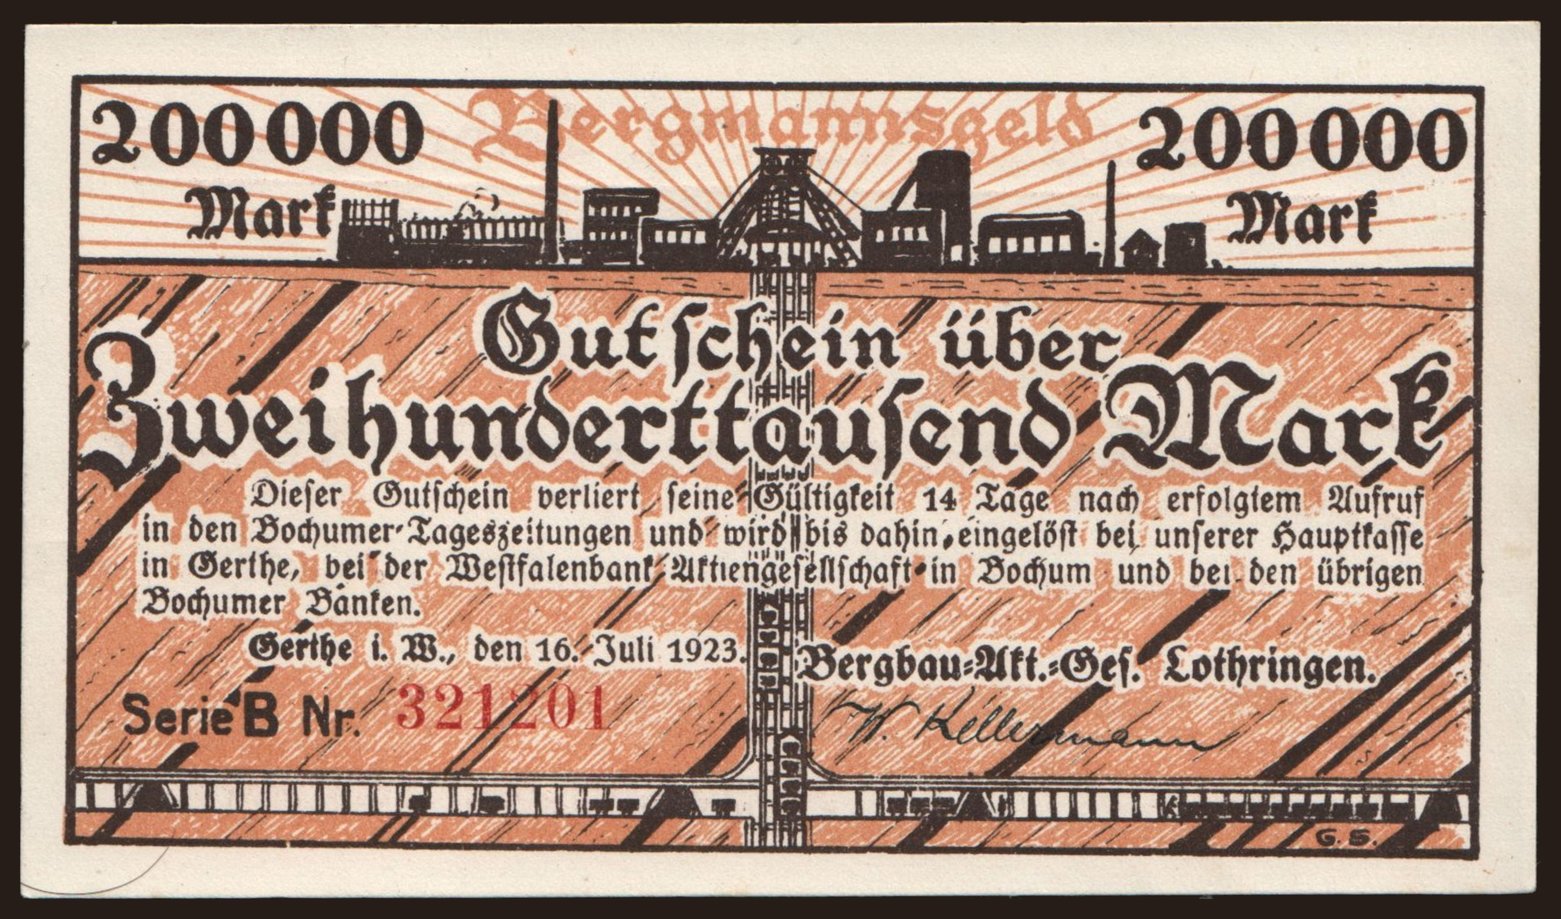 Bergmannsgeld
200000 200000
Mark Mark
Gutschein über
Zweihunderttausend Mark
Dieser Gutschein verliert seine Gültigkeit 14 Tage nach erfolgtem Aufruf
in den Bochumer-Tageszeitungen und wird bis dahin, eingelöst bei unserer Hauptkasse
in Gerthe, bei der Westfalenbank Aktiengesellschaft in Bochum und bei den übrigen
Bochumer Banken.
Gerthe i. W., den 16. Juli 1923.
Bergbau-Akt.-Ges. Lothringen.
Serie B Nr. 321201
W. Kellermann
G. S.